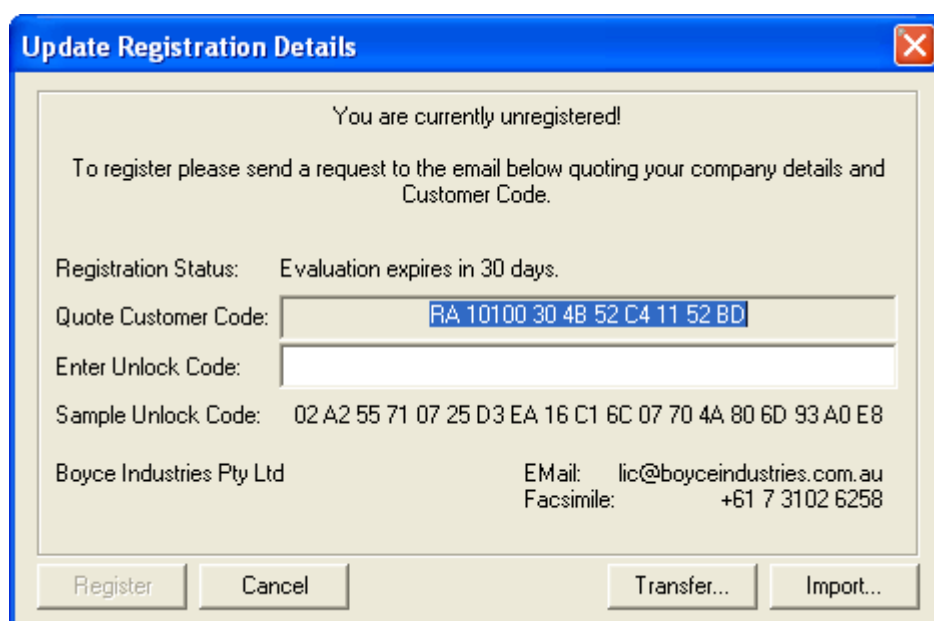 Update Registration Details
You are currently unregistered!
To register please send a request to the email below quoting your company details and
Customer Code.
Registration Status: Evaluation expires in 30 days.
Quote Customer Code: RA 10100 30 4B 52 C4 11 52 BD
Enter Unlock Code:
Sample Unlock Code: 02 A2 55 71 07 25 D3 EA 16 C1 6C 07 70 4A 80 6D 93 A0 E8
Boyce Industries Pty Ltd EMail: lic@boyceindustries.com.au
Facsimile: +61 7 3102 6258
Register Cancel Transfer... Import...